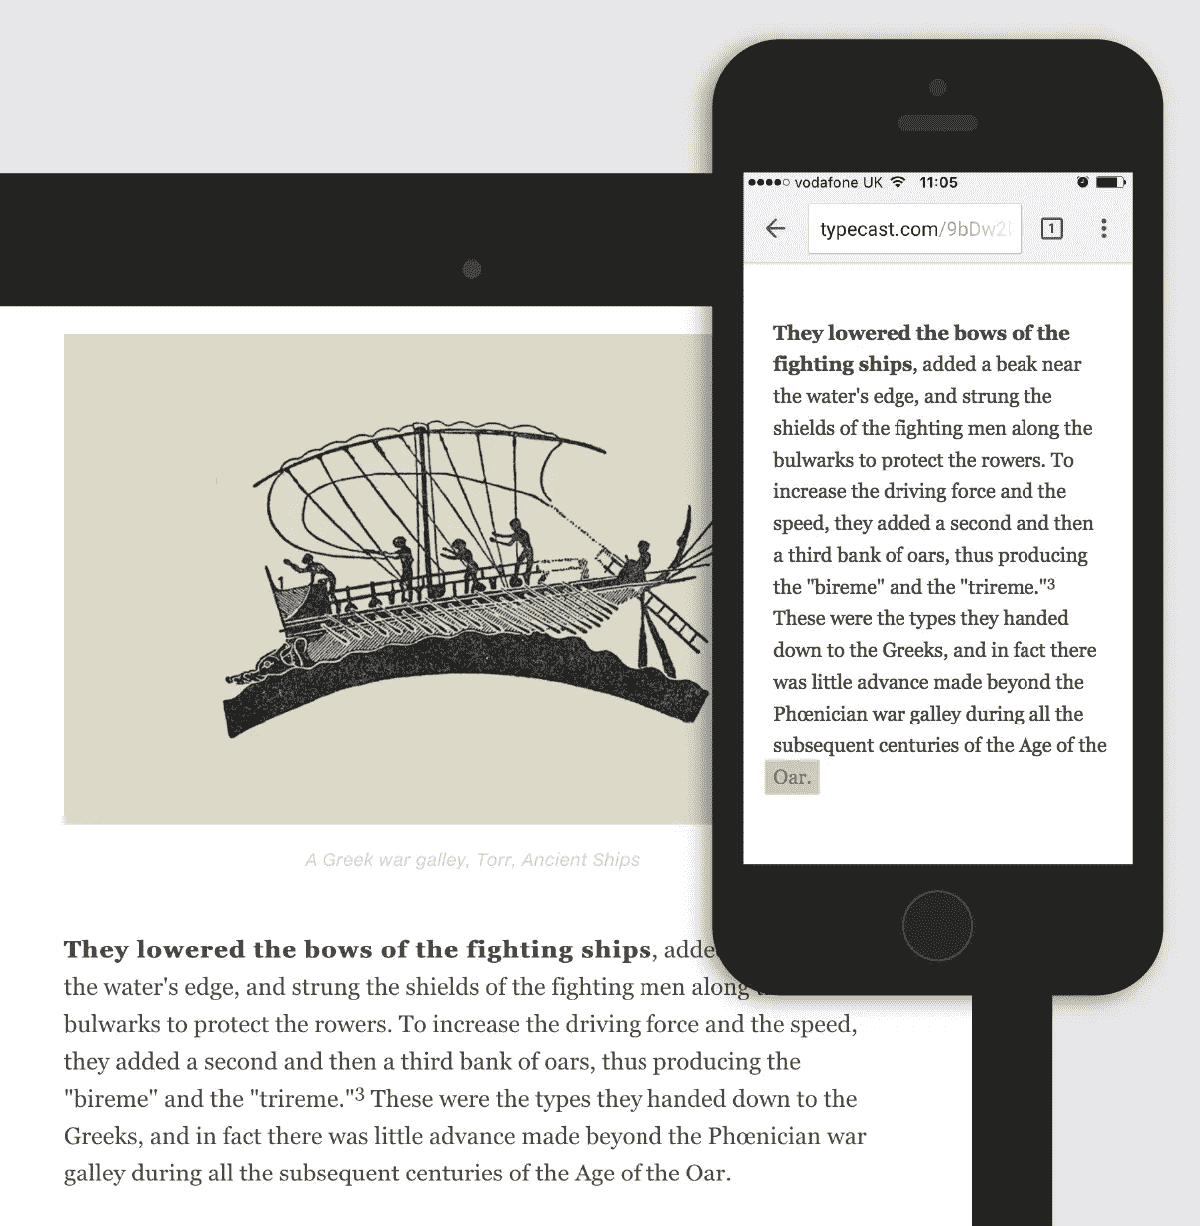 vodafone UK 11:05
typecast.com/9bDw2
1
They lowered the bows of the
fighting ships, added a beak near
the water's edge, and strung the
shields of the fighting men along the
bulwarks to protect the rowers. To
increase the driving force and the
speed, they added a second and then
a third bank of oars, thus producing
the "bireme" and the "trireme."3
These were the types they handed
down to the Greeks, and in fact there
was little advance made beyond the
Phœnician war galley during all the
subsequent centuries of the Age of the
Oar.
A Greek war galley, Torr, Ancient Ships
They lowered the bows of the fighting ships, adde
the water's edge, and strung the shields of the fighting men along
bulwarks to protect the rowers. To increase the driving force and the speed,
they added a second and then a third bank of oars, thus producing the
"bireme" and the "trireme."3 These were the types they handed down to the
Greeks, and in fact there was little advance made beyond the Phœnician war
galley during all the subsequent centuries of the Age of the Oar.